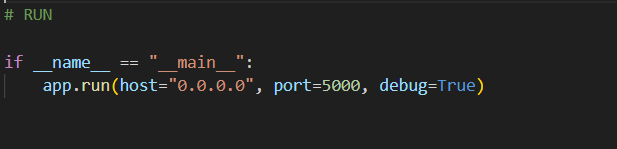 # RUN
if __name__ == "__main__":
    app.run(host="0.0.0.0", port=5000, debug=True)